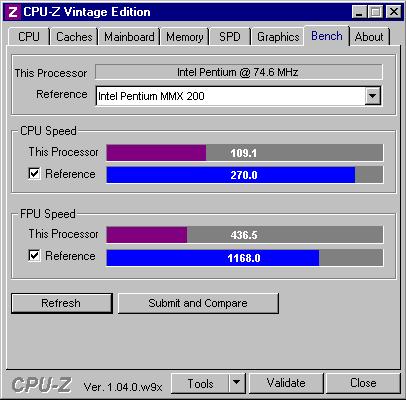 Z CPU-Z Vintage Edition
CPU Caches Mainboard Memory SPD Graphics Bench About
This Processor Intel Pentium @ 74.6 MHz
Reference Intel Pentium MMX 200
CPU Speed
This Processor 109.1
Reference 270.0
FPU Speed
This Processor 436.5
Reference 1168.0
Refresh Submit and Compare
CPU-Z Ver. 1.04.0.w9x Tools Validate Close